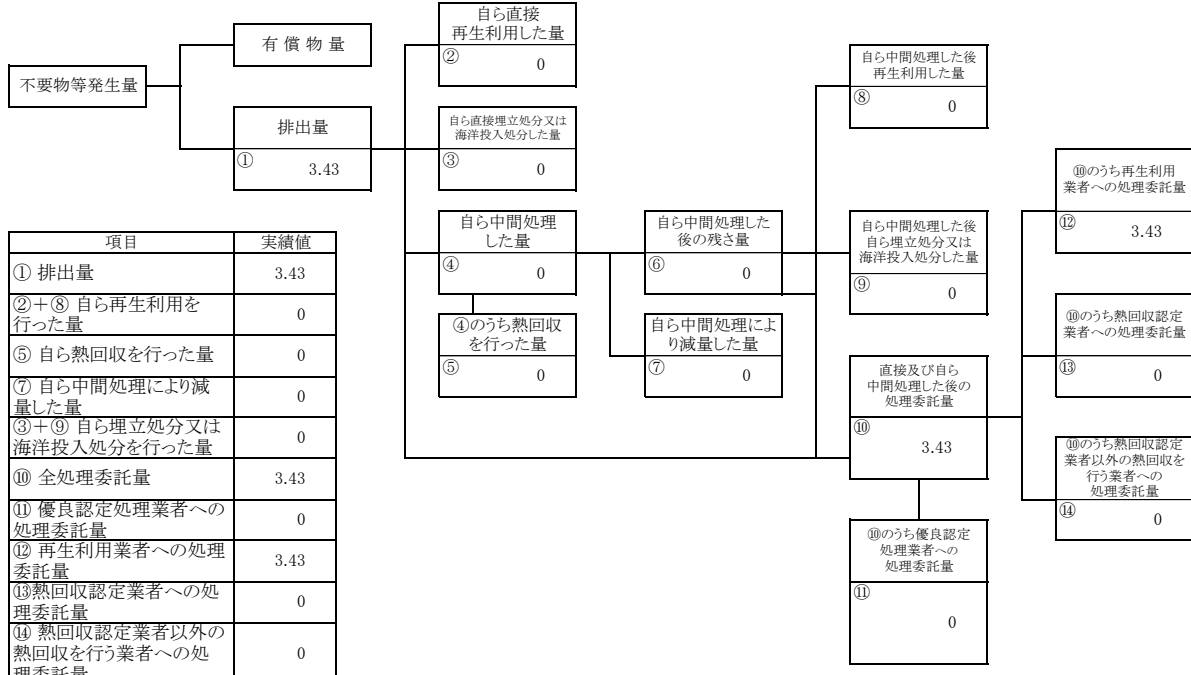 不要物等発生量
有 償 物 量
排出量
① 3.43
自ら直接
再生利用した量
② 0
自ら直接埋立処分又は
海洋投入処分した量
③ 0
自ら中間処理
した量
④ 0
④のうち熱回収
を行った量
⑤ 0
自ら中間処理した
後の残さ量
⑥ 0
自ら中間処理によ
り減量した量
⑦ 0
自ら中間処理した後
再生利用した量
⑧ 0
自ら中間処理した後
自ら埋立処分又は
海洋投入処分した量
⑨ 0
直接及び自ら
中間処理した後の
処理委託量
⑩
3.43
⑩のうち優良認定
処理業者への
処理委託量
⑪
0
⑩のうち再生利用
業者への処理委託量
⑫ 3.43
⑩のうち熱回収認定
業者への処理委託量
⑬ 0
⑩のうち熱回収認定
業者以外の熱回収を
行う業者への
処理委託量
⑭ 0
項目 実績値
① 排出量 3.43
②+⑧ 自ら再生利用を
行った量 0
⑤ 自ら熱回収を行った量 0
⑦ 自ら中間処理により減
量した量 0
③+⑨ 自ら埋立処分又は
海洋投入処分を行った量 0
⑩ 全処理委託量 3.43
⑪ 優良認定処理業者への
処理委託量 0
⑫ 再生利用業者への処理
委託量 3.43
⑬熱回収認定業者への処
理委託量 0
⑭ 熱回収認定業者以外の
熱回収を行う業者への処 0
理委託量